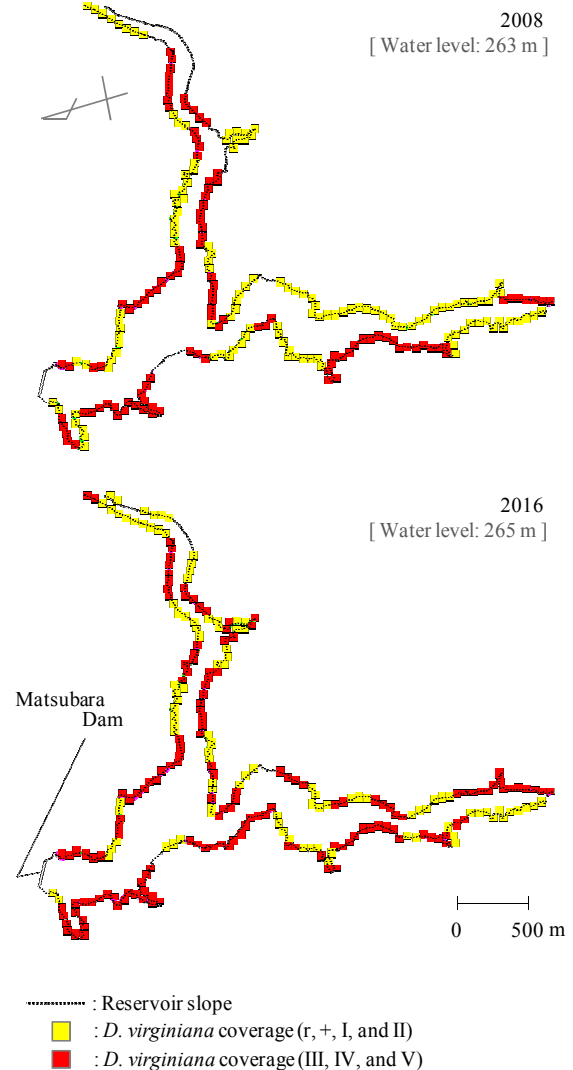 2008
[ Water level: 263 m ]
2016
[ Water level: 265 m ]
Matsubara
Dam
0 500 m
: Reservoir slope
: D. virginiana coverage (r, +, I, and II)
: D. virginiana coverage (III, IV, and V)